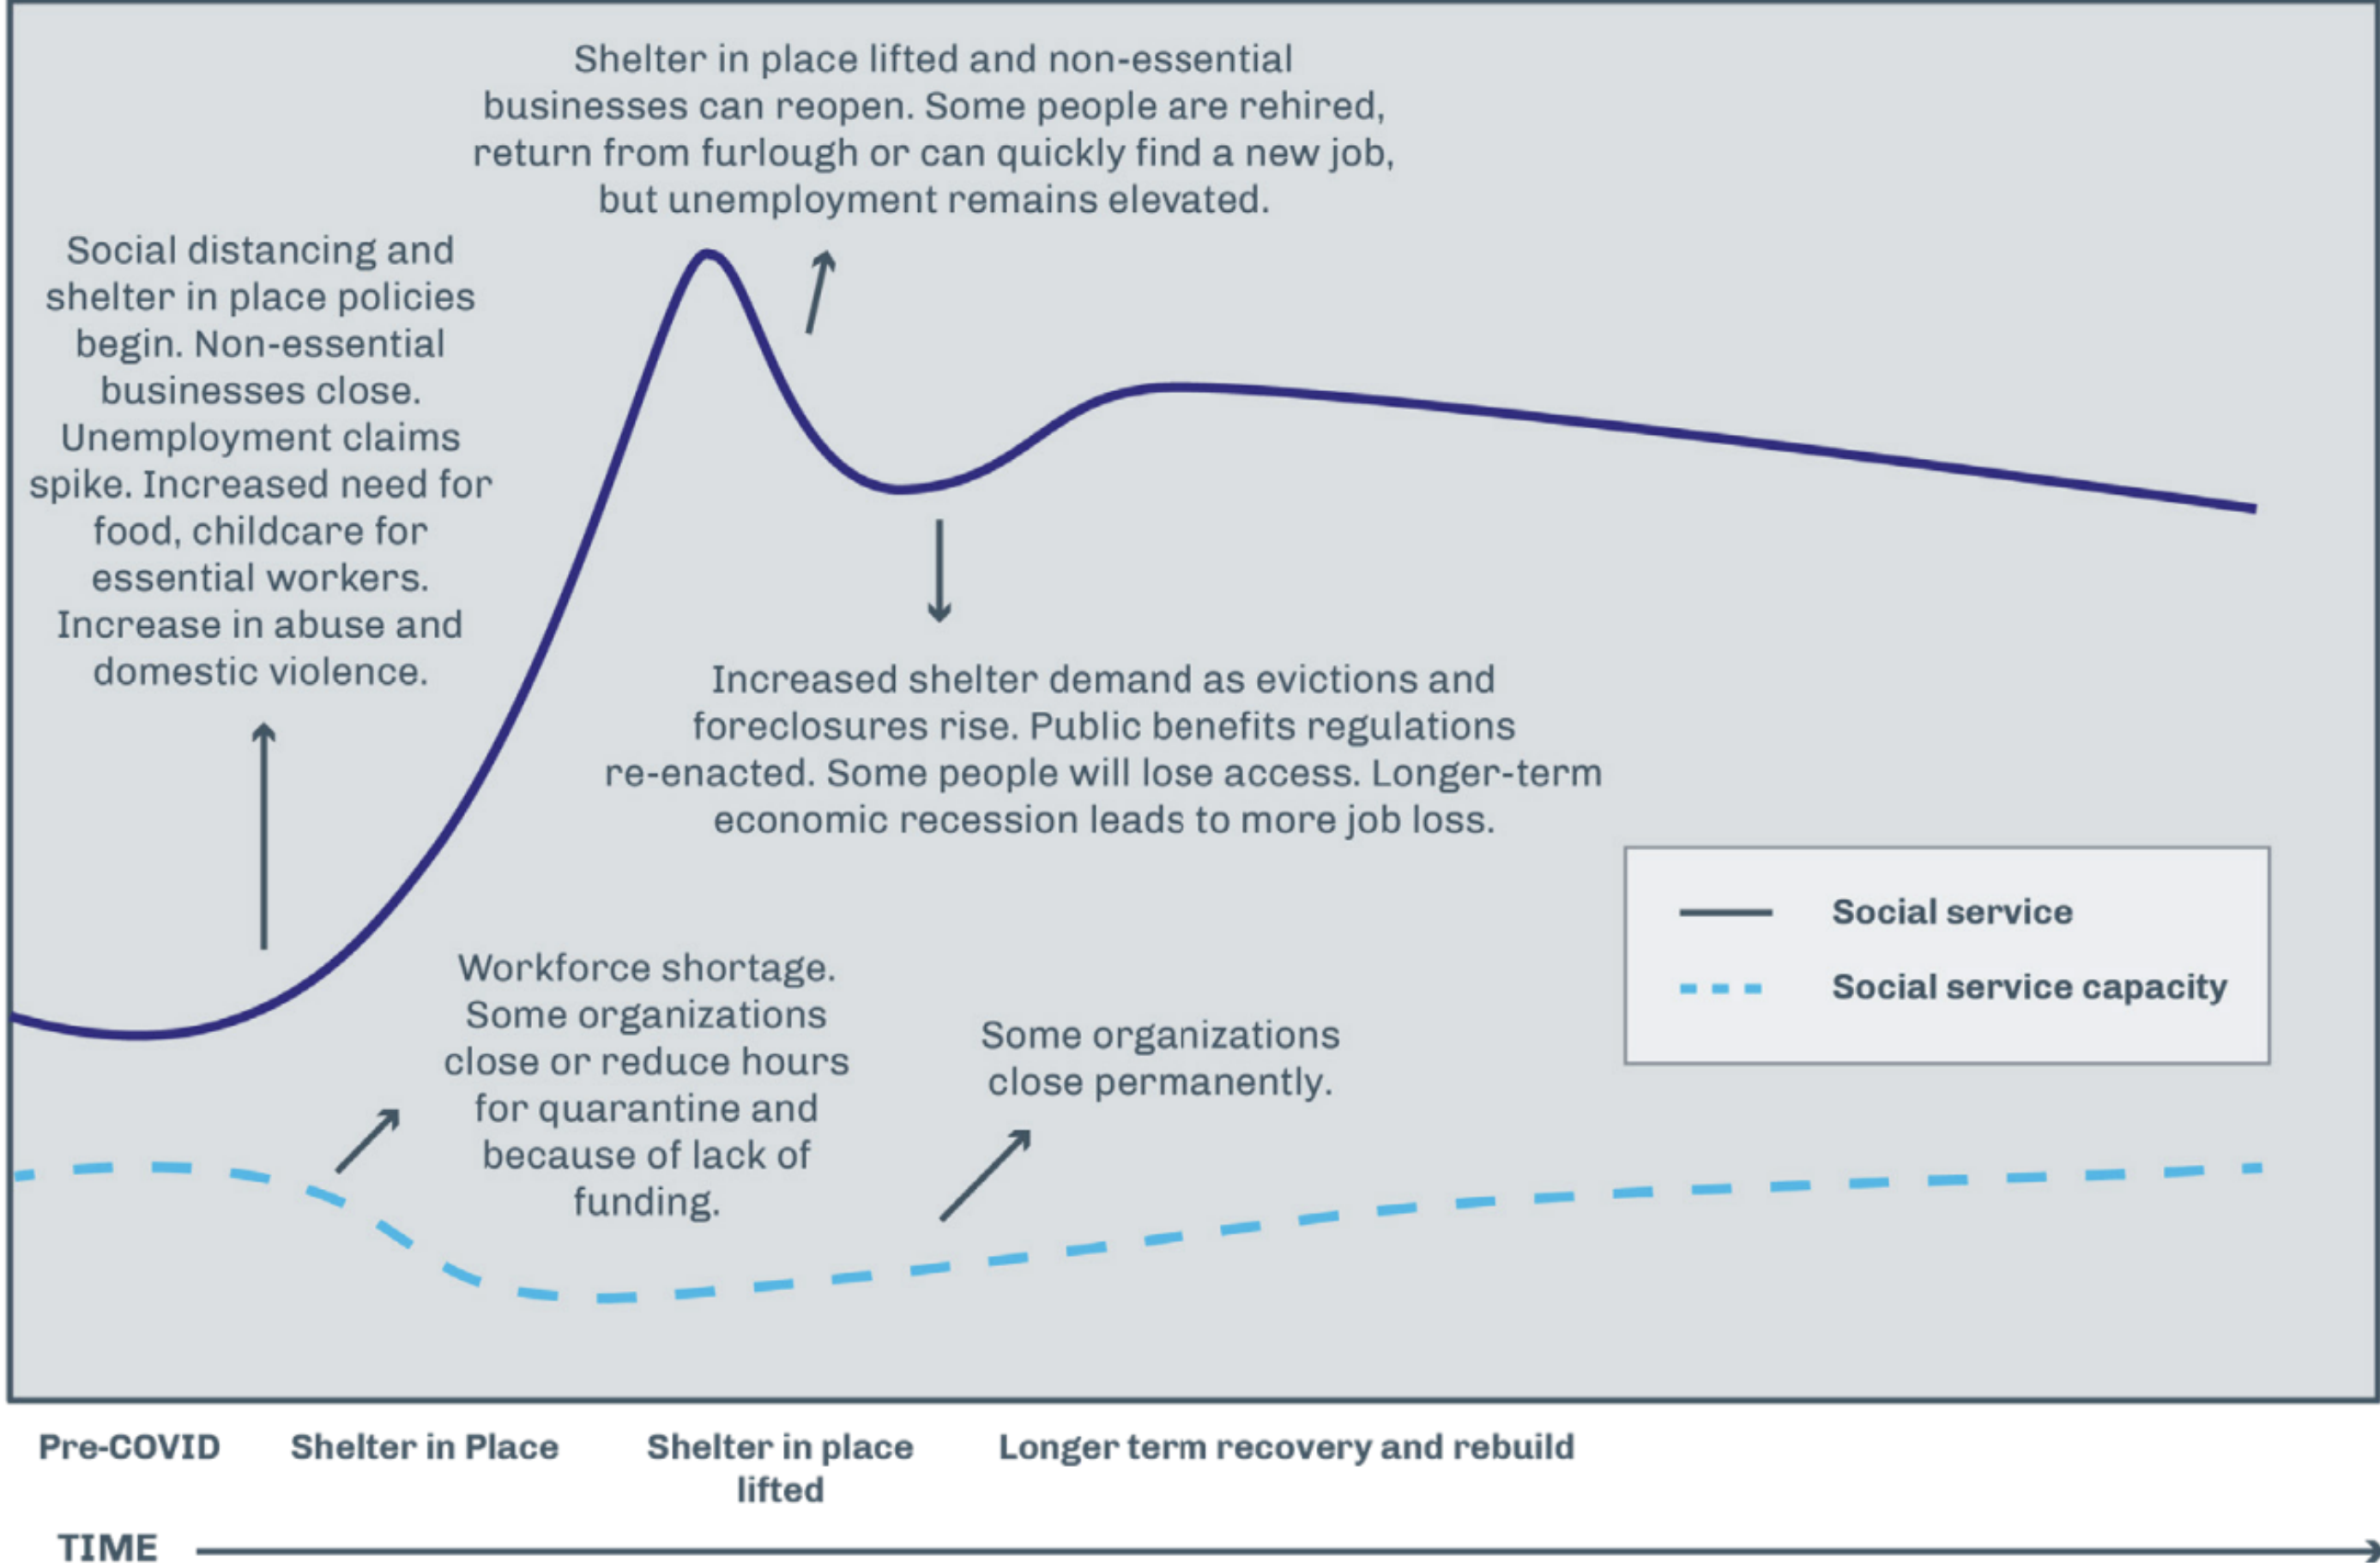 Shelter in place lifted and non-essential
businesses can reopen. Some people are rehired,
return from furlough or can quickly find a new job,
but unemployment remains elevated.
Social distancing and
shelter in place policies
begin. Non-essential
businesses close.
Unemployment claims
spike. Increased need for
food, childcare for
essential workers.
Increase in abuse and
domestic violence.
Increased shelter demand as evictions and
foreclosures rise. Public benefits regulations
re-enacted. Some people will lose access. Longer-term
economic recession leads to more job loss.
Workforce shortage.
Some organizations
close or reduce hours
for quarantine and
because of lack of
funding.
Some organizations
close permanently.
Social service
Social service capacity
Pre-COVID
Shelter in Place
Shelter in place
lifted
Longer term recovery and rebuild
TIME